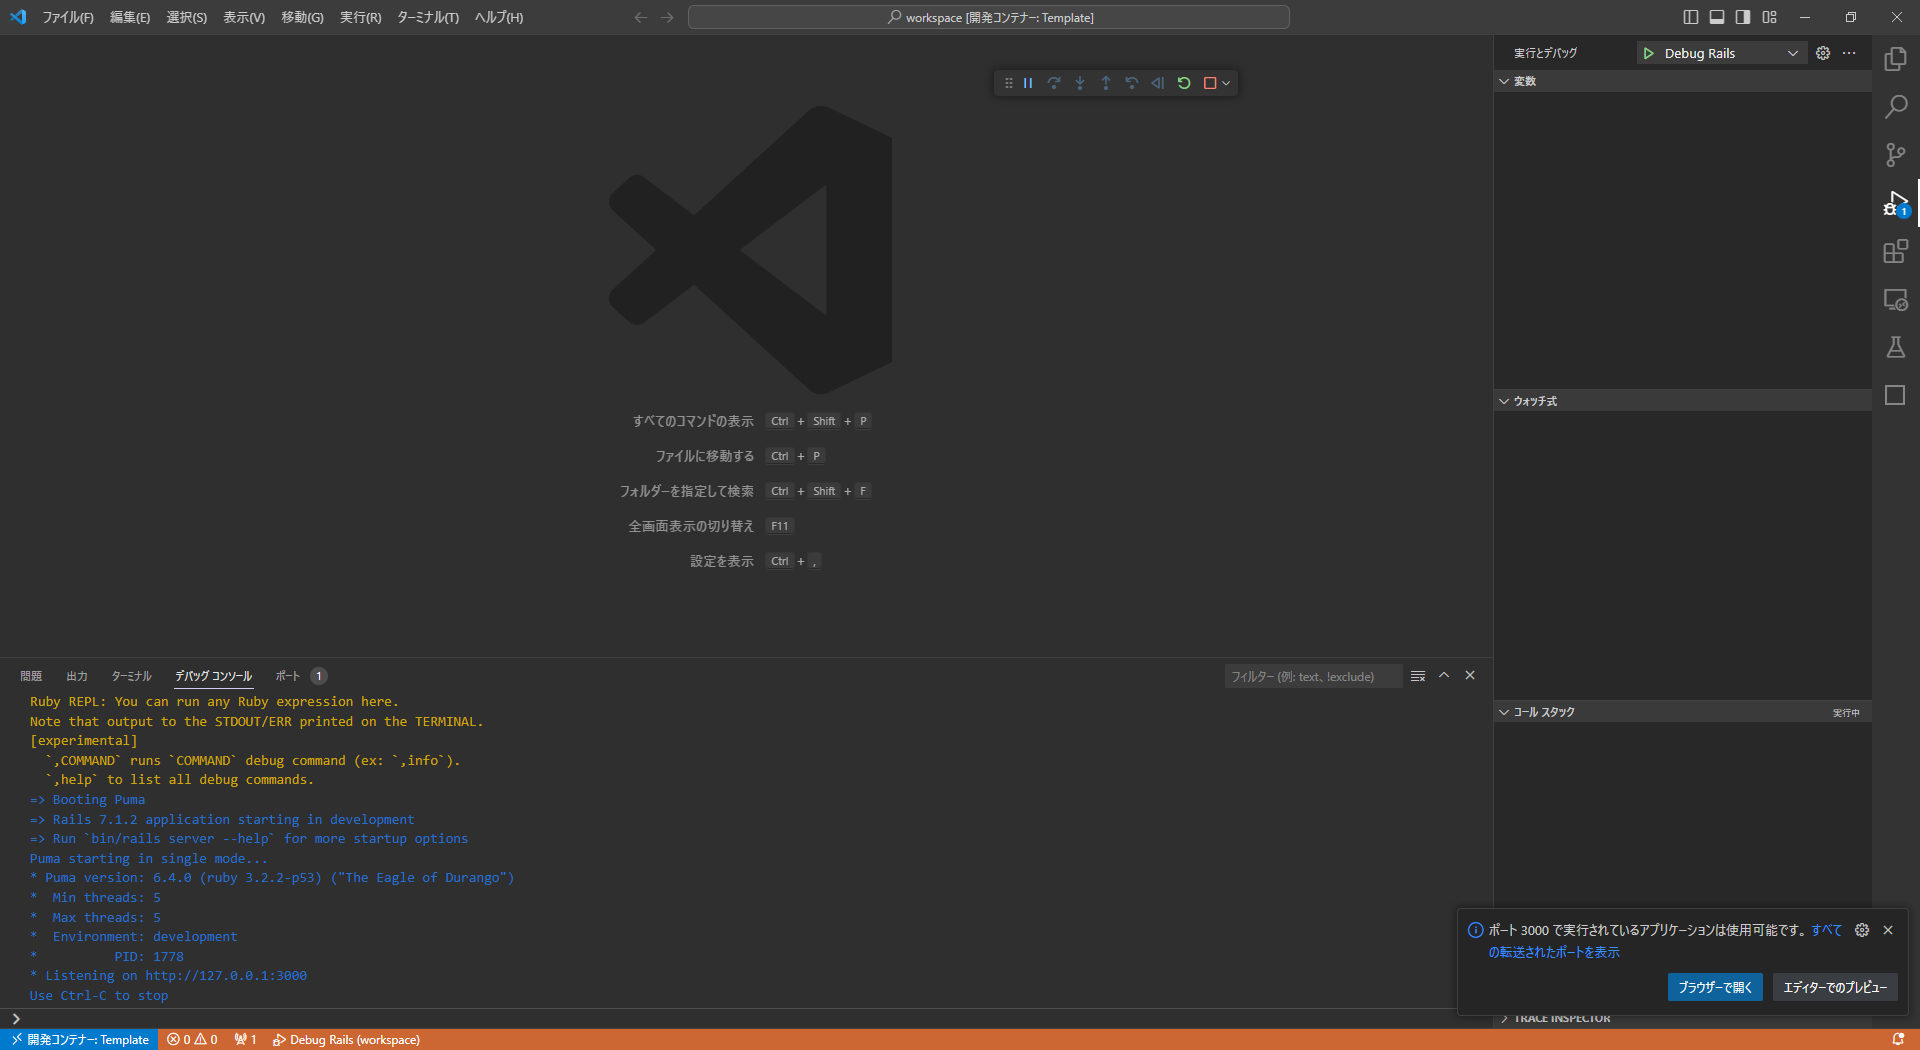 ファイル(F) 編集(E) 選択(S) 表示(V) 移動(G) 実行(R) ターミナル(T) ヘルプ(H)
workspace [開発コンテナー: Template]
実行とデバッグ
Debug Rails
変数
1
すべてのコマンドの表示 Ctrl + Shift + P
ファイルに移動する Ctrl + P
フォルダーを指定して検索 Ctrl + Shift + F
全画面表示の切り替え F11
設定を表示 Ctrl + ,
ウォッチ式
問題 出力 ターミナル デバッグ コンソール ポート 1
フィルター (例: text、!exclude)
Ruby REPL: You can run any Ruby expression here.
Note that output to the STDOUT/ERR printed on the TERMINAL.
[experimental]
`,COMMAND` runs `COMMAND` debug command (ex: `,info`).
`,help` to list all debug commands.
=> Booting Puma
=> Rails 7.1.2 application starting in development
=> Run `bin/rails server --help` for more startup options
Puma starting in single mode...
* Puma version: 6.4.0 (ruby 3.2.2-p53) ("The Eagle of Durango")
* Min threads: 5
* Max threads: 5
* Environment: development
* PID: 1778
* Listening on http://127.0.0.1:3000
Use Ctrl-C to stop
コール スタック 実行中
ポート 3000 で実行されているアプリケーションは使用可能です。 すべて
の転送されたポートを表示
ブラウザーで開く エディターでのプレビュー
TRACE INSPECTOR
開発コンテナー: Template 0 0 1 Debug Rails (workspace)